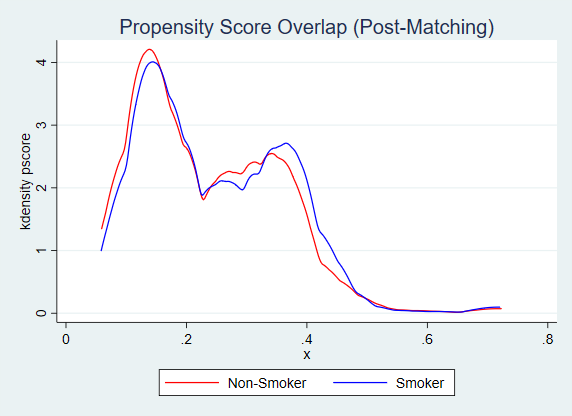 Propensity Score Overlap (Post-Matching)
kdensity pscore
4
3
2
1
0
0 .2 .4 .6 .8
x
Non-Smoker Smoker